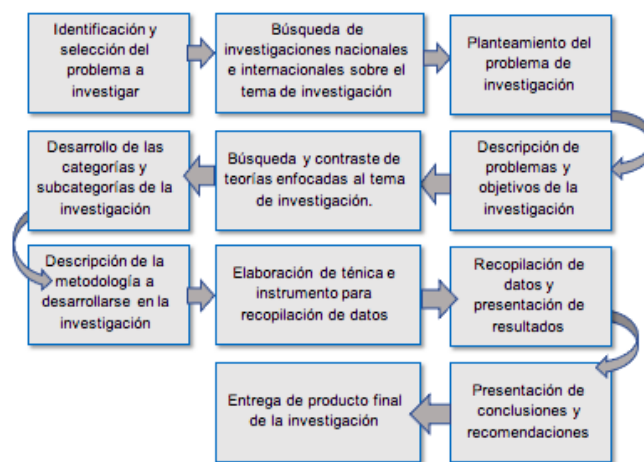 Identificación y
selección del
problema a
investigar
Búsqueda de
investigaciones nacionales
e internacionales sobre el
tema de investigación
Planteamiento del
problema de
investigación
Descripción de
problemas y
objetivos de la
investigación
Búsqueda y contraste de
teorías enfocadas al tema
de investigación.
Desarrollo de las
categorías y
subcategorías de la
investigación
Descripción de la
metodología a
desarrollarse en la
investigación
Elaboración de ténica e
instrumento para
recopilación de datos
Recopilación de
datos y
presentación de
resultados
Presentación de
conclusiones y
recomendaciones
Entrega de producto final
de la investigación